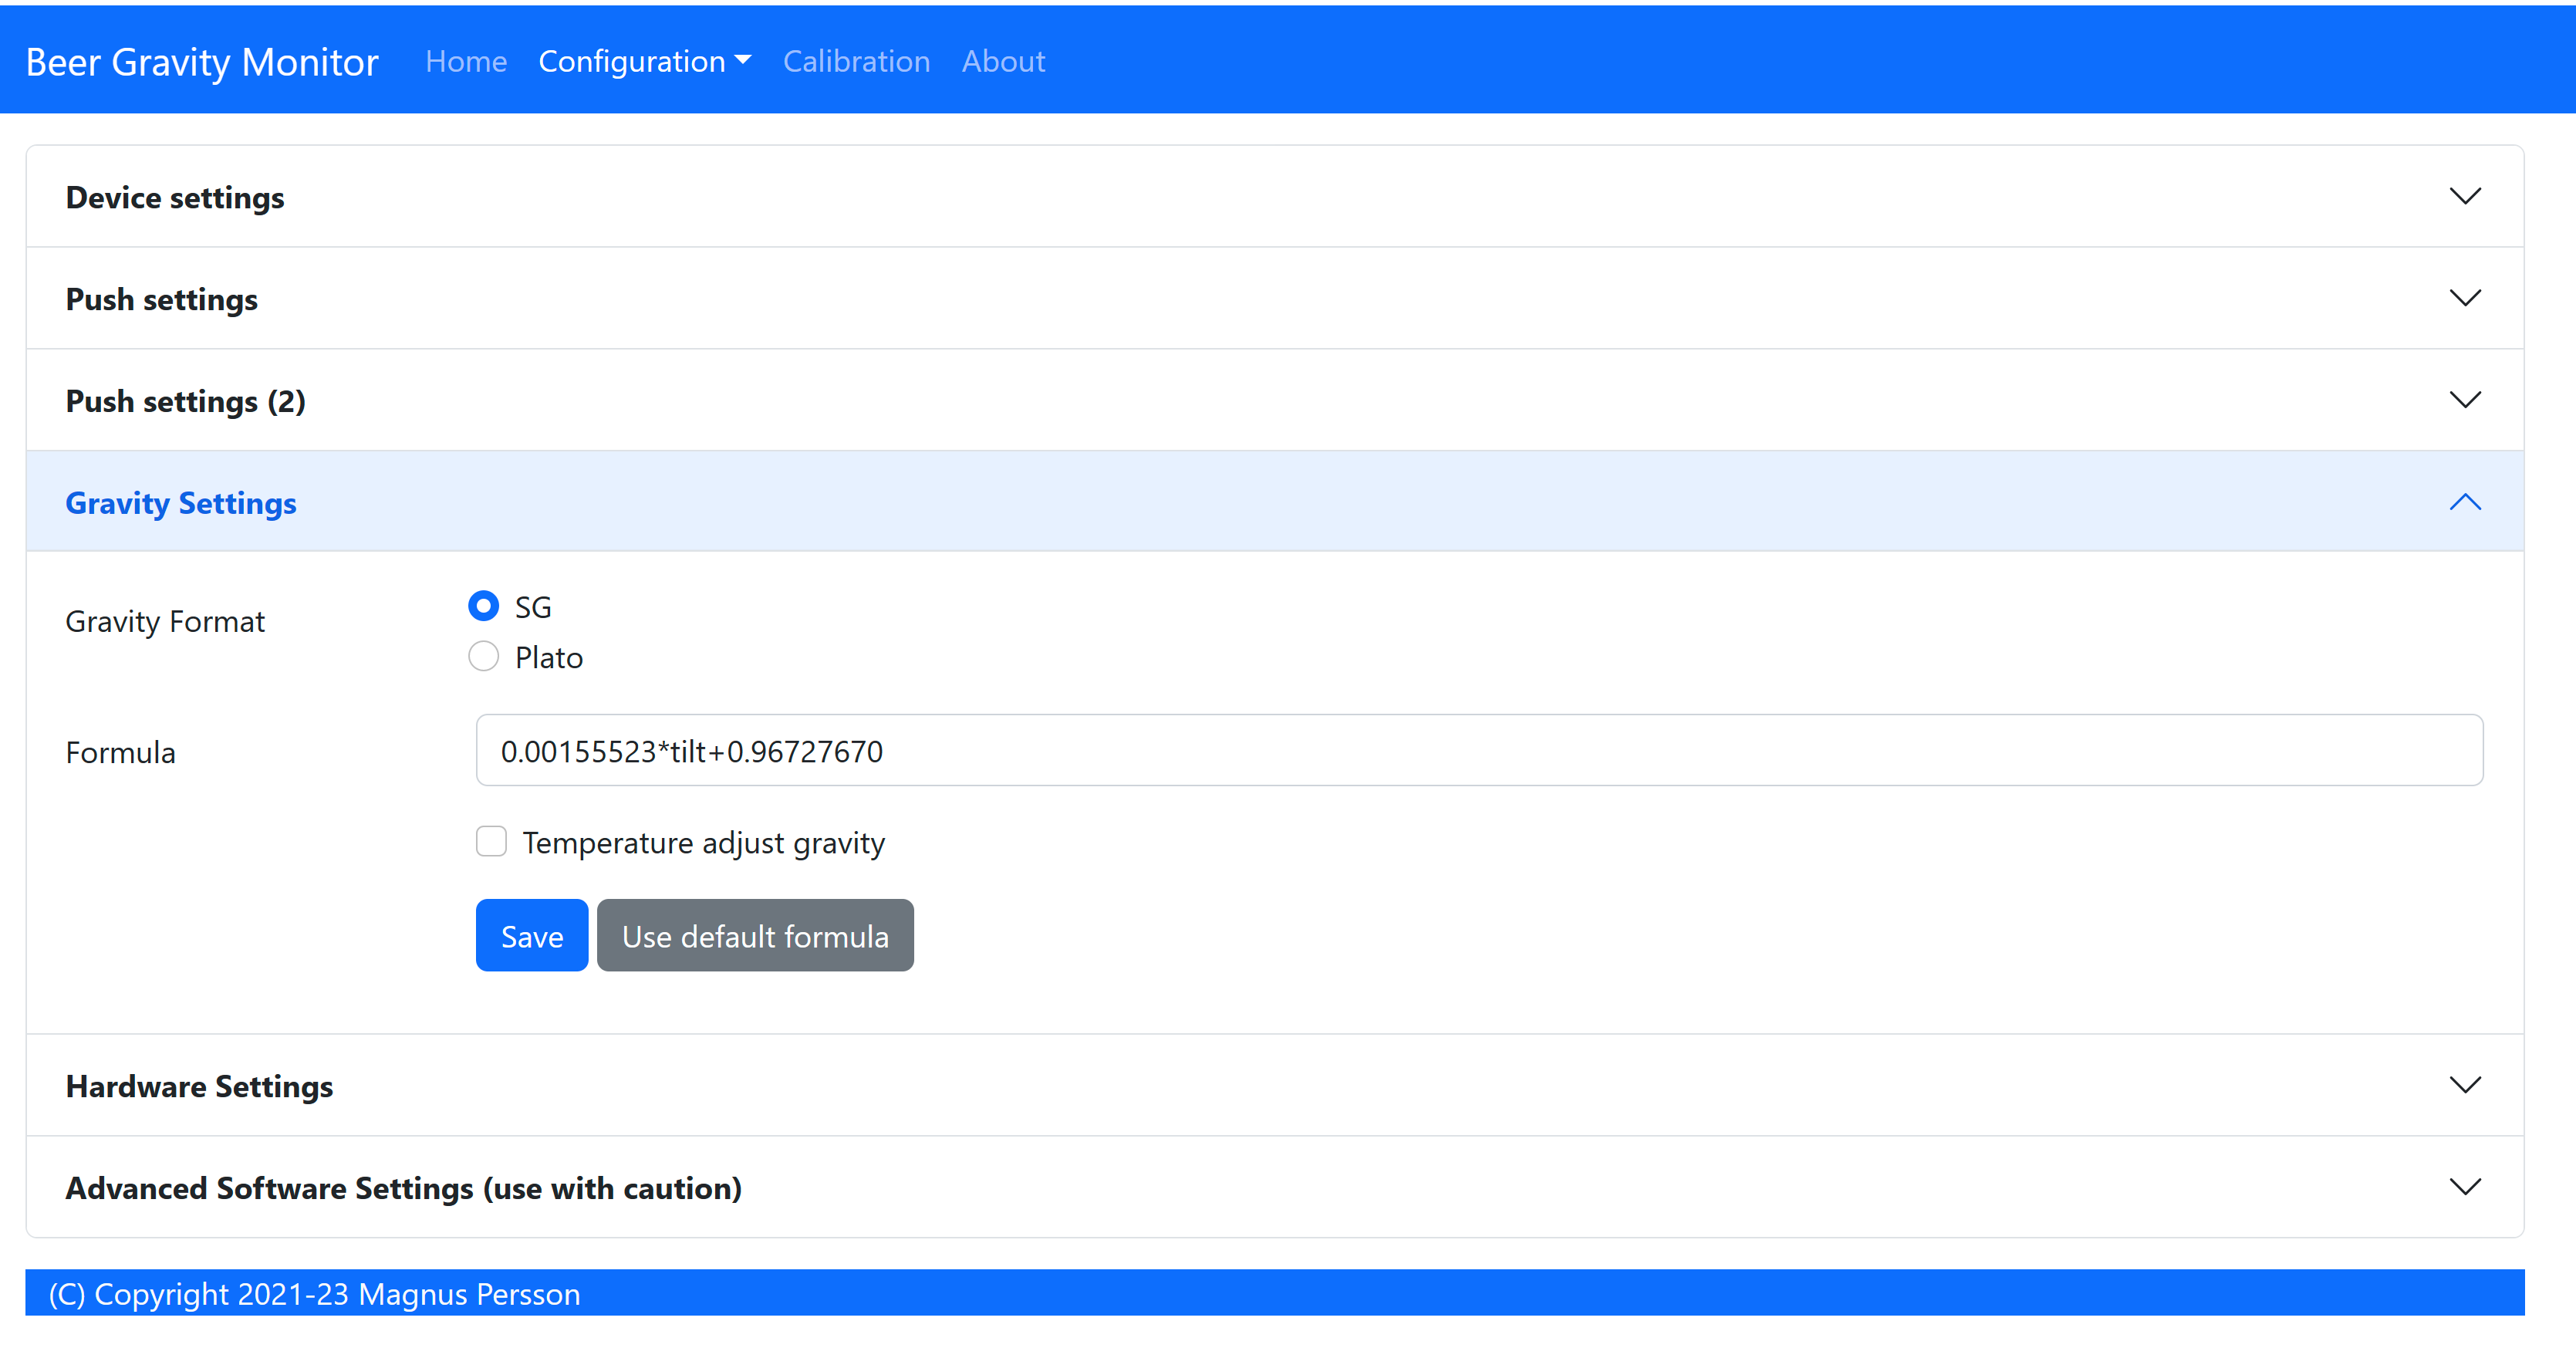 Beer Gravity Monitor Home Configuration Calibration About
Device settings
Push settings
Push settings (2)
Gravity Settings
Gravity Format
SG
Plato
Formula
0.00155523*tilt+0.96727670
Temperature adjust gravity
Save Use default formula
Hardware Settings
Advanced Software Settings (use with caution)
(C) Copyright 2021-23 Magnus Persson